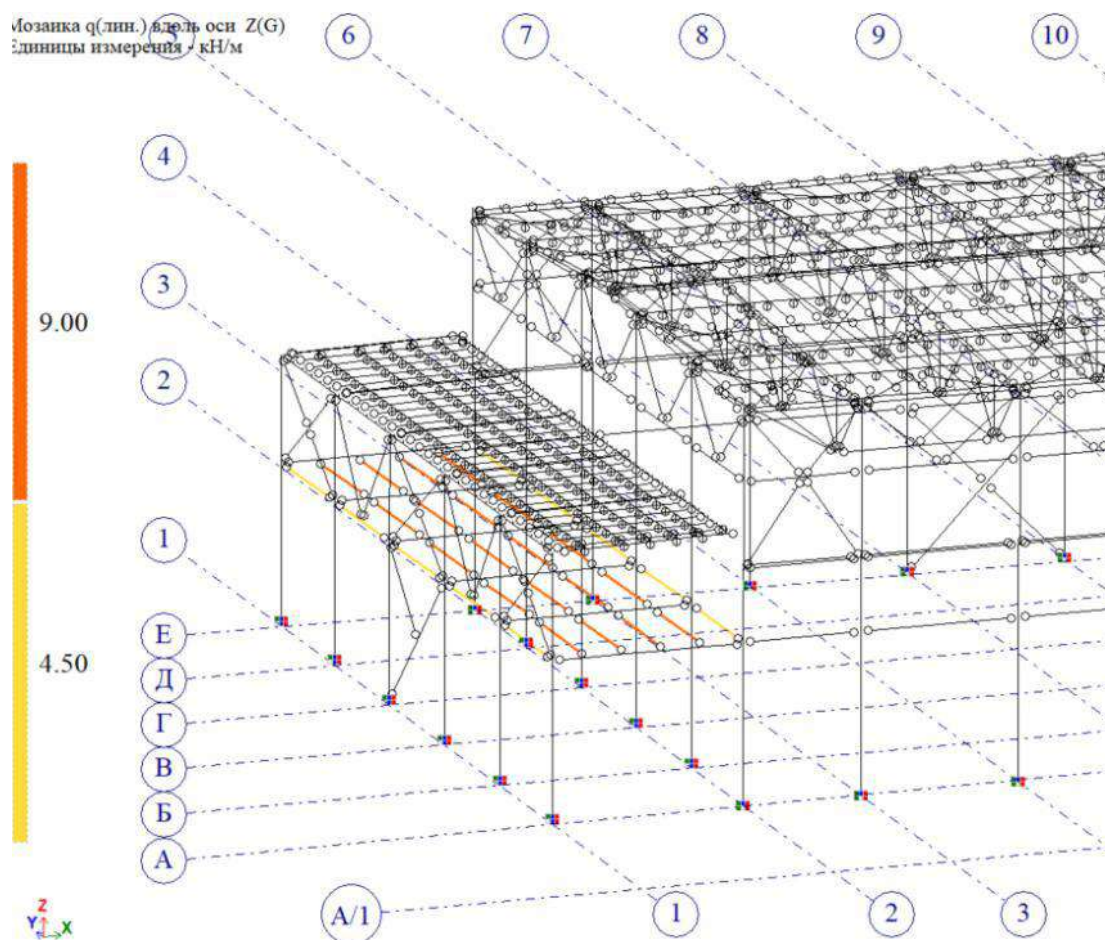 Мозаика q(лин.) вдоль оси Z(G)
Единицы измерения - кН/м
5
6
7
8
9
10
4
3
2
1
9.00
4.50
Е
Д
Г
В
Б
А
А/1
1
2
3
Z
Y
X